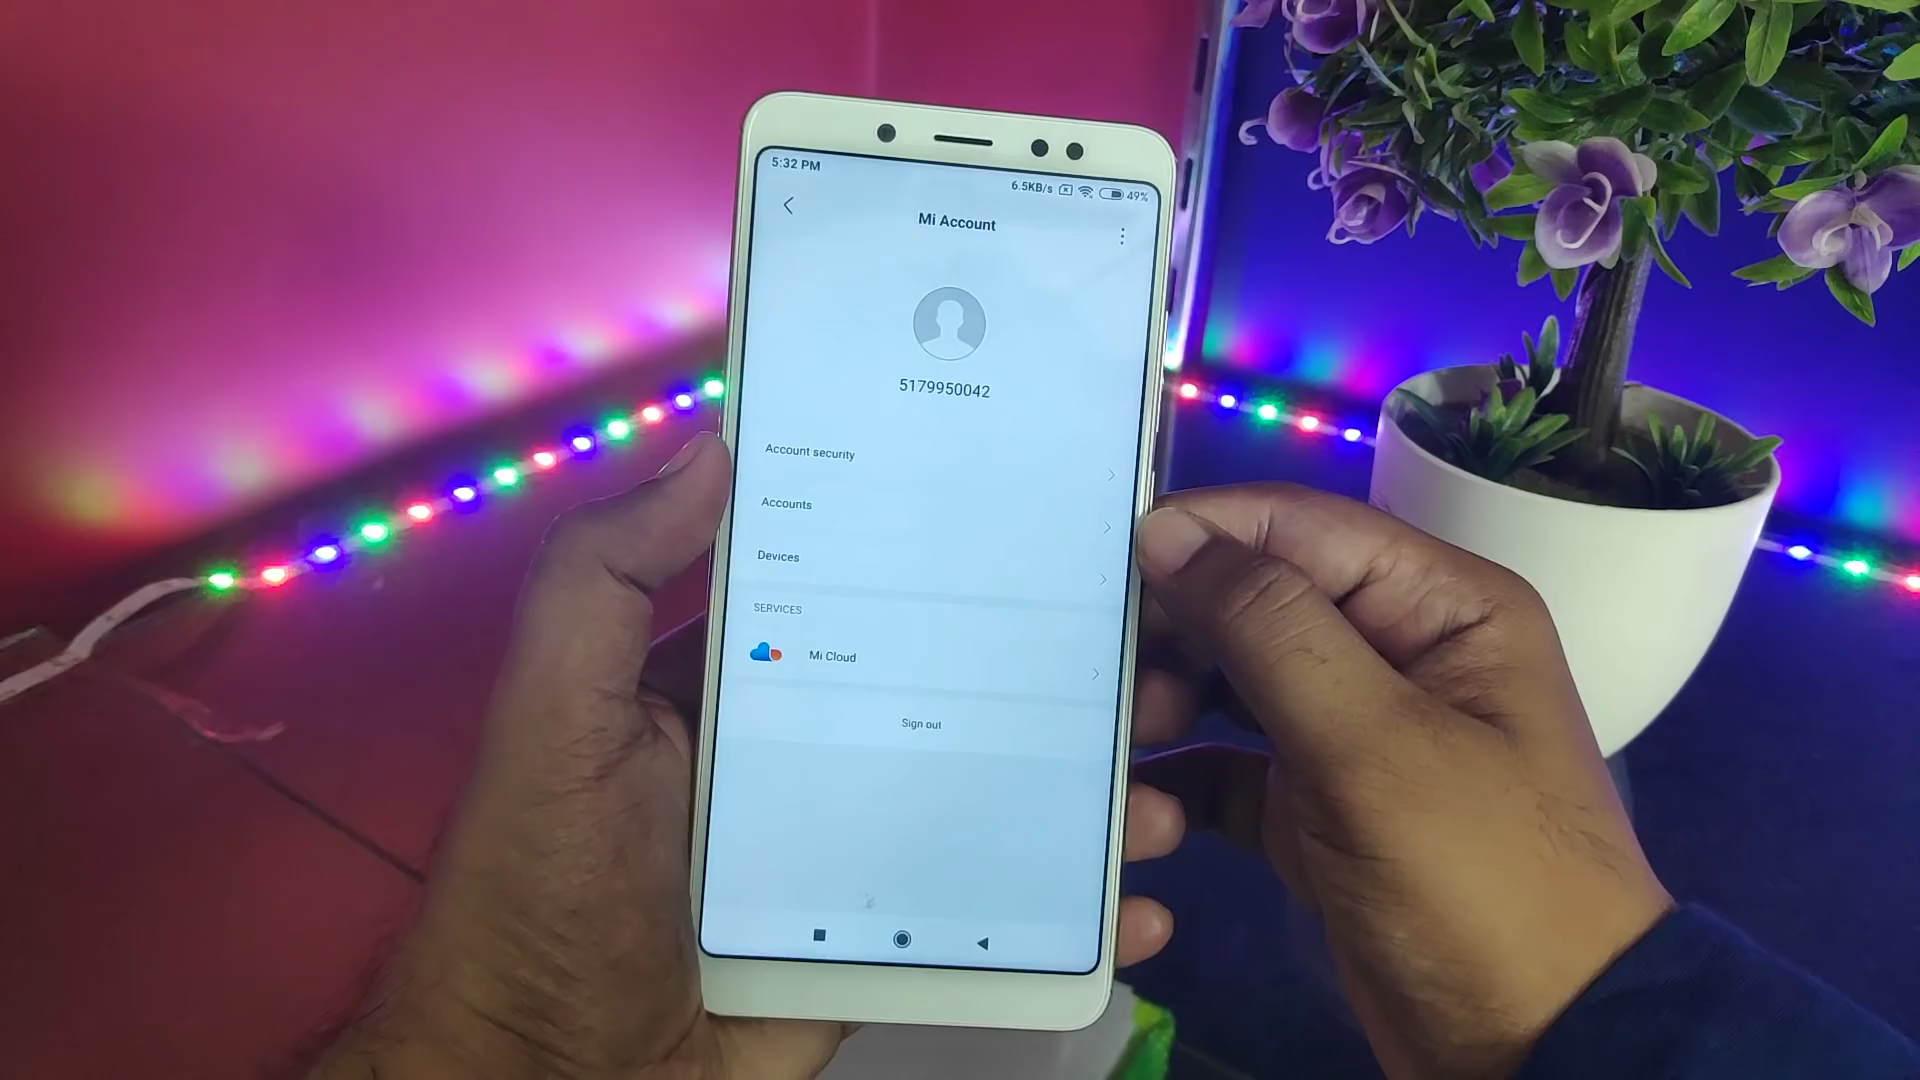 5:32 PM
6.5KB/s 49%
Mi Account
5179950042
Account security
Accounts
Devices
SERVICES
Mi Cloud
Sign out